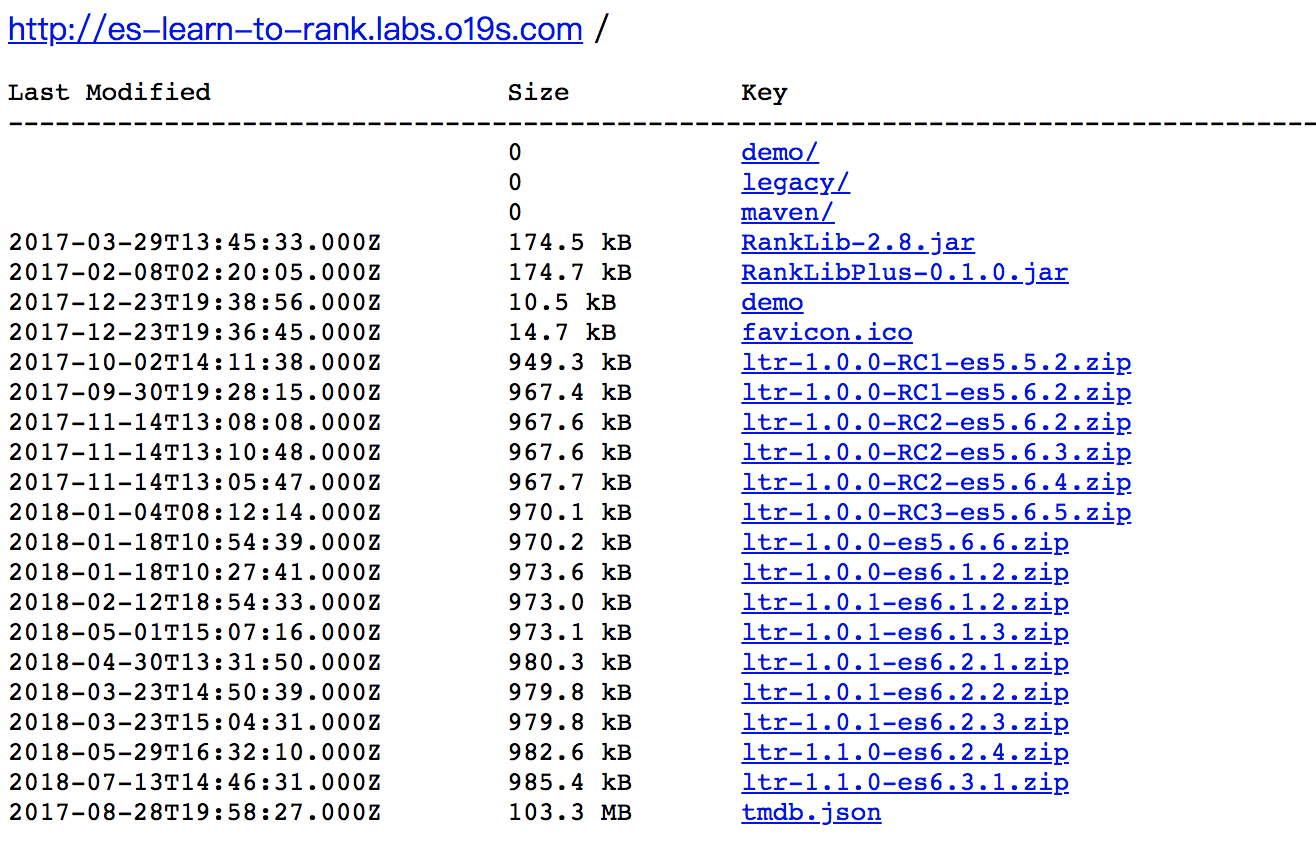 http://es-learn-to-rank.labs.o19s.com /
Last Modified Size Key
--------------------------------------------------------------------------------
0 demo/
0 legacy/
0 maven/
2017-03-29T13:45:33.000Z 174.5 kB RankLib-2.8.jar
2017-02-08T02:20:05.000Z 174.7 kB RankLibPlus-0.1.0.jar
2017-12-23T19:38:56.000Z 10.5 kB demo
2017-12-23T19:36:45.000Z 14.7 kB favicon.ico
2017-10-02T14:11:38.000Z 949.3 kB ltr-1.0.0-RC1-es5.5.2.zip
2017-09-30T19:28:15.000Z 967.4 kB ltr-1.0.0-RC1-es5.6.2.zip
2017-11-14T13:08:08.000Z 967.6 kB ltr-1.0.0-RC2-es5.6.2.zip
2017-11-14T13:10:48.000Z 967.6 kB ltr-1.0.0-RC2-es5.6.3.zip
2017-11-14T13:05:47.000Z 967.7 kB ltr-1.0.0-RC2-es5.6.4.zip
2018-01-04T08:12:14.000Z 970.1 kB ltr-1.0.0-RC3-es5.6.5.zip
2018-01-18T10:54:39.000Z 970.2 kB ltr-1.0.0-es5.6.6.zip
2018-01-18T10:27:41.000Z 973.6 kB ltr-1.0.0-es6.1.2.zip
2018-02-12T18:54:33.000Z 973.0 kB ltr-1.0.1-es6.1.2.zip
2018-05-01T15:07:16.000Z 973.1 kB ltr-1.0.1-es6.1.3.zip
2018-04-30T13:31:50.000Z 980.3 kB ltr-1.0.1-es6.2.1.zip
2018-03-23T14:50:39.000Z 979.8 kB ltr-1.0.1-es6.2.2.zip
2018-03-23T15:04:31.000Z 979.8 kB ltr-1.0.1-es6.2.3.zip
2018-05-29T16:32:10.000Z 982.6 kB ltr-1.1.0-es6.2.4.zip
2018-07-13T14:46:31.000Z 985.4 kB ltr-1.1.0-es6.3.1.zip
2017-08-28T19:58:27.000Z 103.3 MB tmdb.json